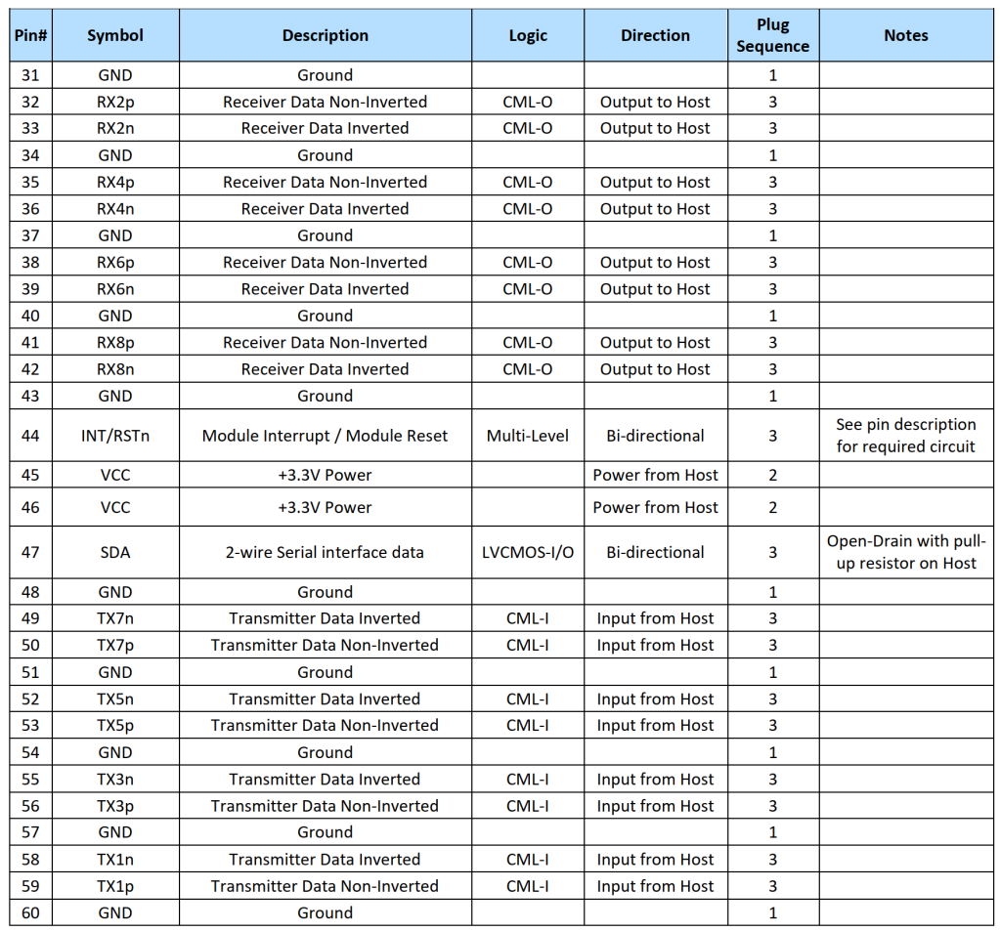 Pin# Symbol Description Logic Direction Plug Sequence Notes
31 GND Ground 1
32 RX2p Receiver Data Non-Inverted CML-O Output to Host 3
33 RX2n Receiver Data Inverted CML-O Output to Host 3
34 GND Ground 1
35 RX4p Receiver Data Non-Inverted CML-O Output to Host 3
36 RX4n Receiver Data Inverted CML-O Output to Host 3
37 GND Ground 1
38 RX6p Receiver Data Non-Inverted CML-O Output to Host 3
39 RX6n Receiver Data Inverted CML-O Output to Host 3
40 GND Ground 1
41 RX8p Receiver Data Non-Inverted CML-O Output to Host 3
42 RX8n Receiver Data Inverted CML-O Output to Host 3
43 GND Ground 1
44 INT/RSTn Module Interrupt / Module Reset Multi-Level Bi-directional 3 See pin description for required circuit
45 VCC +3.3V Power Power from Host 2
46 VCC +3.3V Power Power from Host 2
47 SDA 2-wire Serial interface data LVCMOS-I/O Bi-directional 3 Open-Drain with pull-up resistor on Host
48 GND Ground 1
49 TX7n Transmitter Data Inverted CML-I Input from Host 3
50 TX7p Transmitter Data Non-Inverted CML-I Input from Host 3
51 GND Ground 1
52 TX5n Transmitter Data Inverted CML-I Input from Host 3
53 TX5p Transmitter Data Non-Inverted CML-I Input from Host 3
54 GND Ground 1
55 TX3n Transmitter Data Inverted CML-I Input from Host 3
56 TX3p Transmitter Data Non-Inverted CML-I Input from Host 3
57 GND Ground 1
58 TX1n Transmitter Data Inverted CML-I Input from Host 3
59 TX1p Transmitter Data Non-Inverted CML-I Input from Host 3
60 GND Ground 1